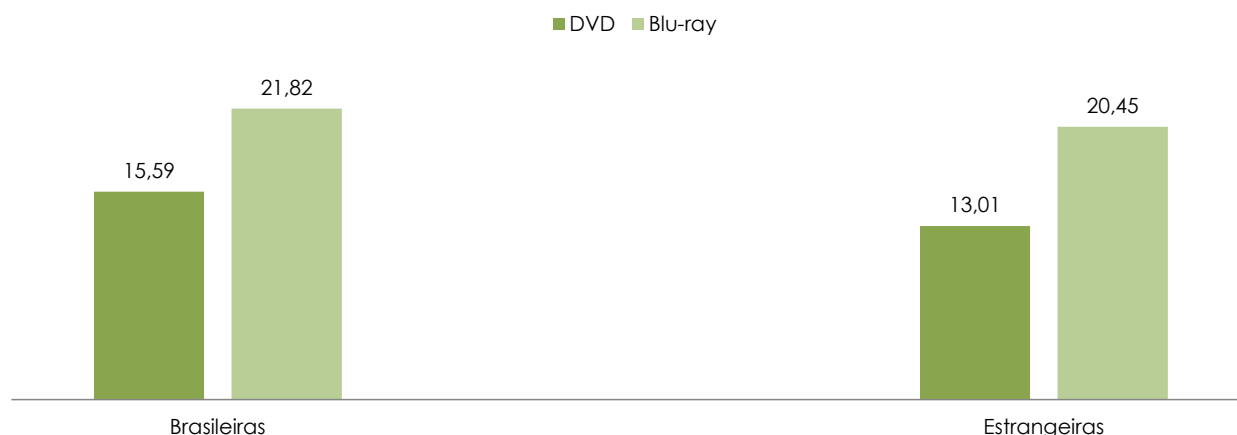 DVD Blu-ray
21,82
20,45
15,59
13,01
Brasileiras Estrangeiras